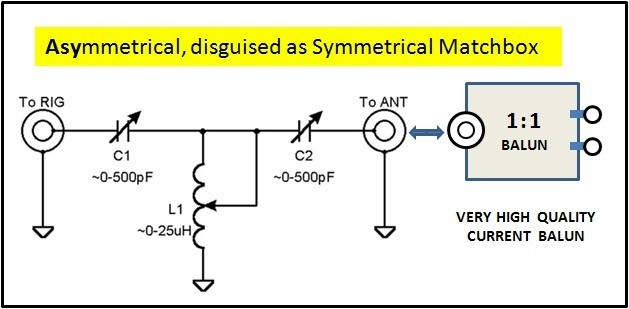 Asymmetrical, disguised as Symmetrical Matchbox
To RIG
To ANT
1:1
BALUN
C1
~0-500pF
C2
~0-500pF
L1
~0-25uH
VERY HIGH QUALITY
CURRENT BALUN